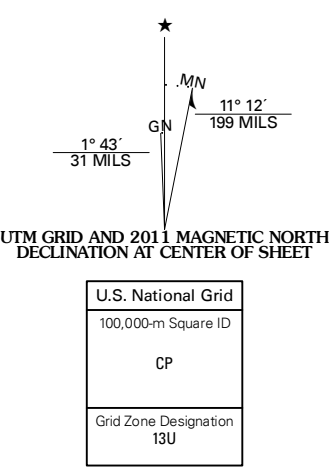 ★
MN
GN
11° 12´
199 MILS
1° 43´
31 MILS
UTM GRID AND 2011 MAGNETIC NORTH
DECLINATION AT CENTER OF SHEET
U.S. National Grid
100,000-m Square ID
CP
Grid Zone Designation
13U